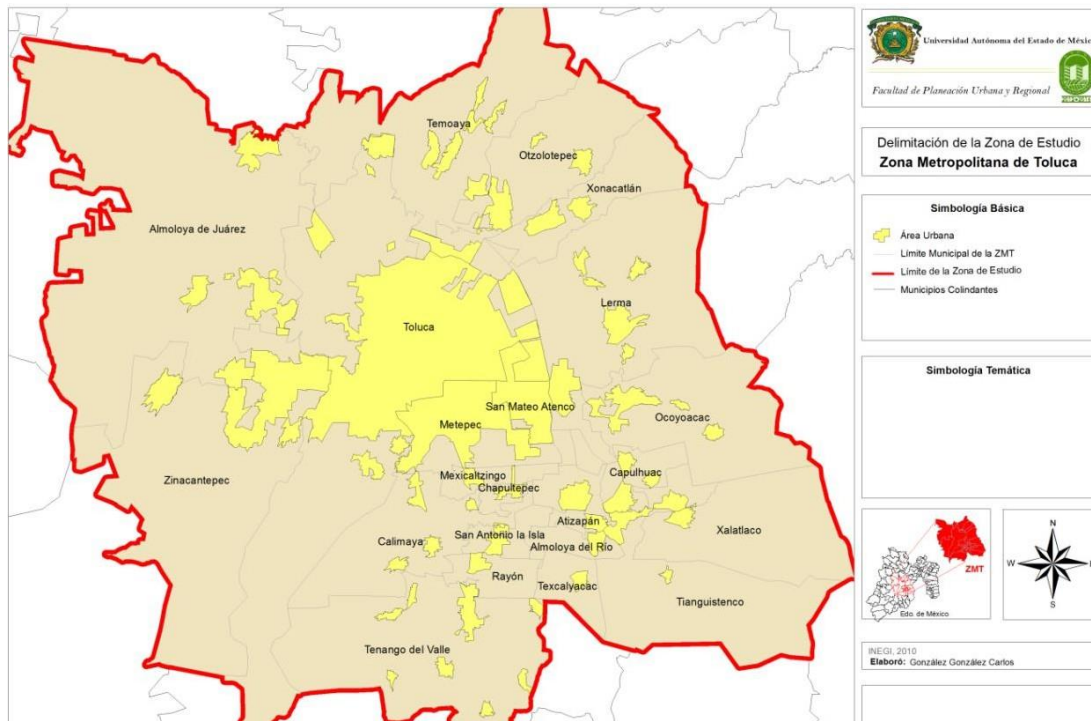 Temoaya
Otzolotepec
Xonacatlán
Almoloya de Juárez
Lerma
Toluca
San Mateo Atenco
Ocoyoacac
Metepec
Capulhuac
Mexicaltzingo
Zinacantepec
Chapultepec
Atizapán
Xalatlaco
San Antonio la Isla
Calimaya
Almoloya del Río
Rayón
Texcalyacac
Tianguistenco
Tenango del Valle
Universidad Autónoma del Estado de Méxic
Facultad de Planeación Urbana y Regional
Delimitación de la Zona de Estudio
Zona Metropolitana de Toluca
Simbología Básica
Área Urbana
Límite Municipal de la ZMT
Límite de la Zona de Estudio
Municipios Colindantes
Simbología Temática
ZMT
Edo. de México
N
W
S
INEGI, 2010
Elaboró: González González Carlos